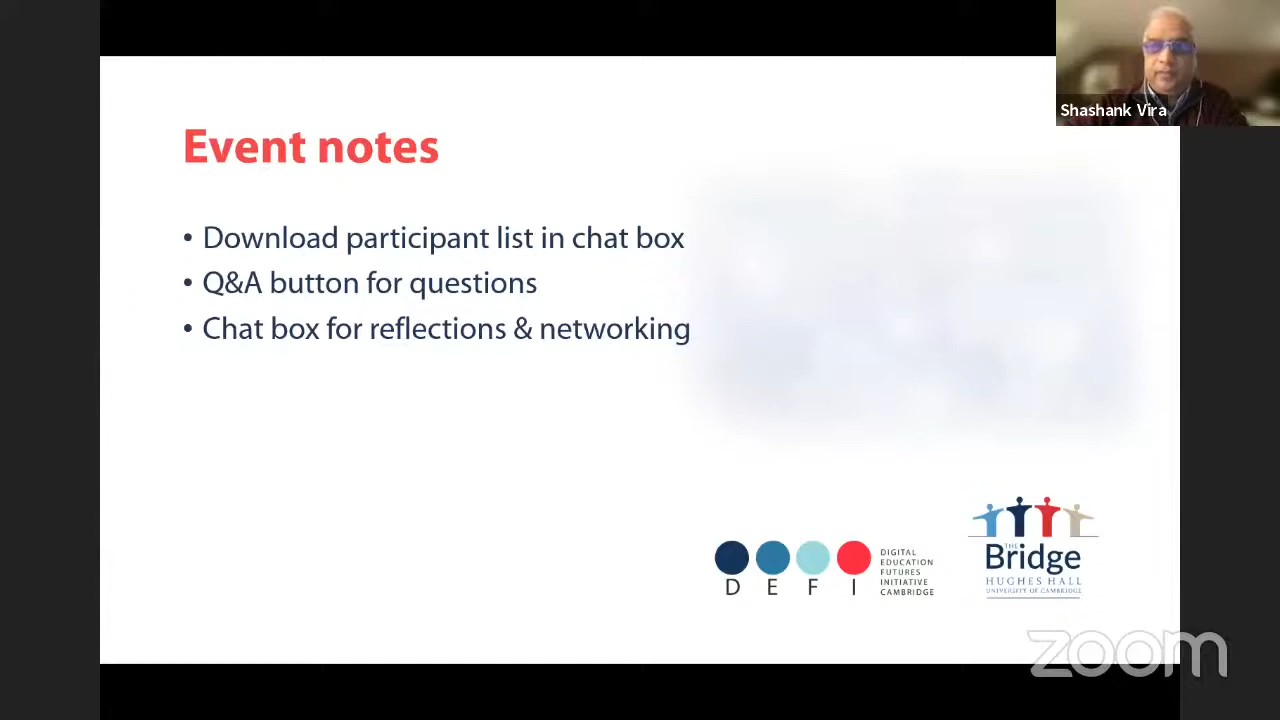 Shashank Vira
Event notes
• Download participant list in chat box
• Q&A button for questions
• Chat box for reflections & networking
D E F I
DIGITAL
EDUCATION
FUTURES
INITIATIVE
CAMBRIDGE
THE
Bridge
HUGHES HALL
UNIVERSITY OF CAMBRIDGE
zoom